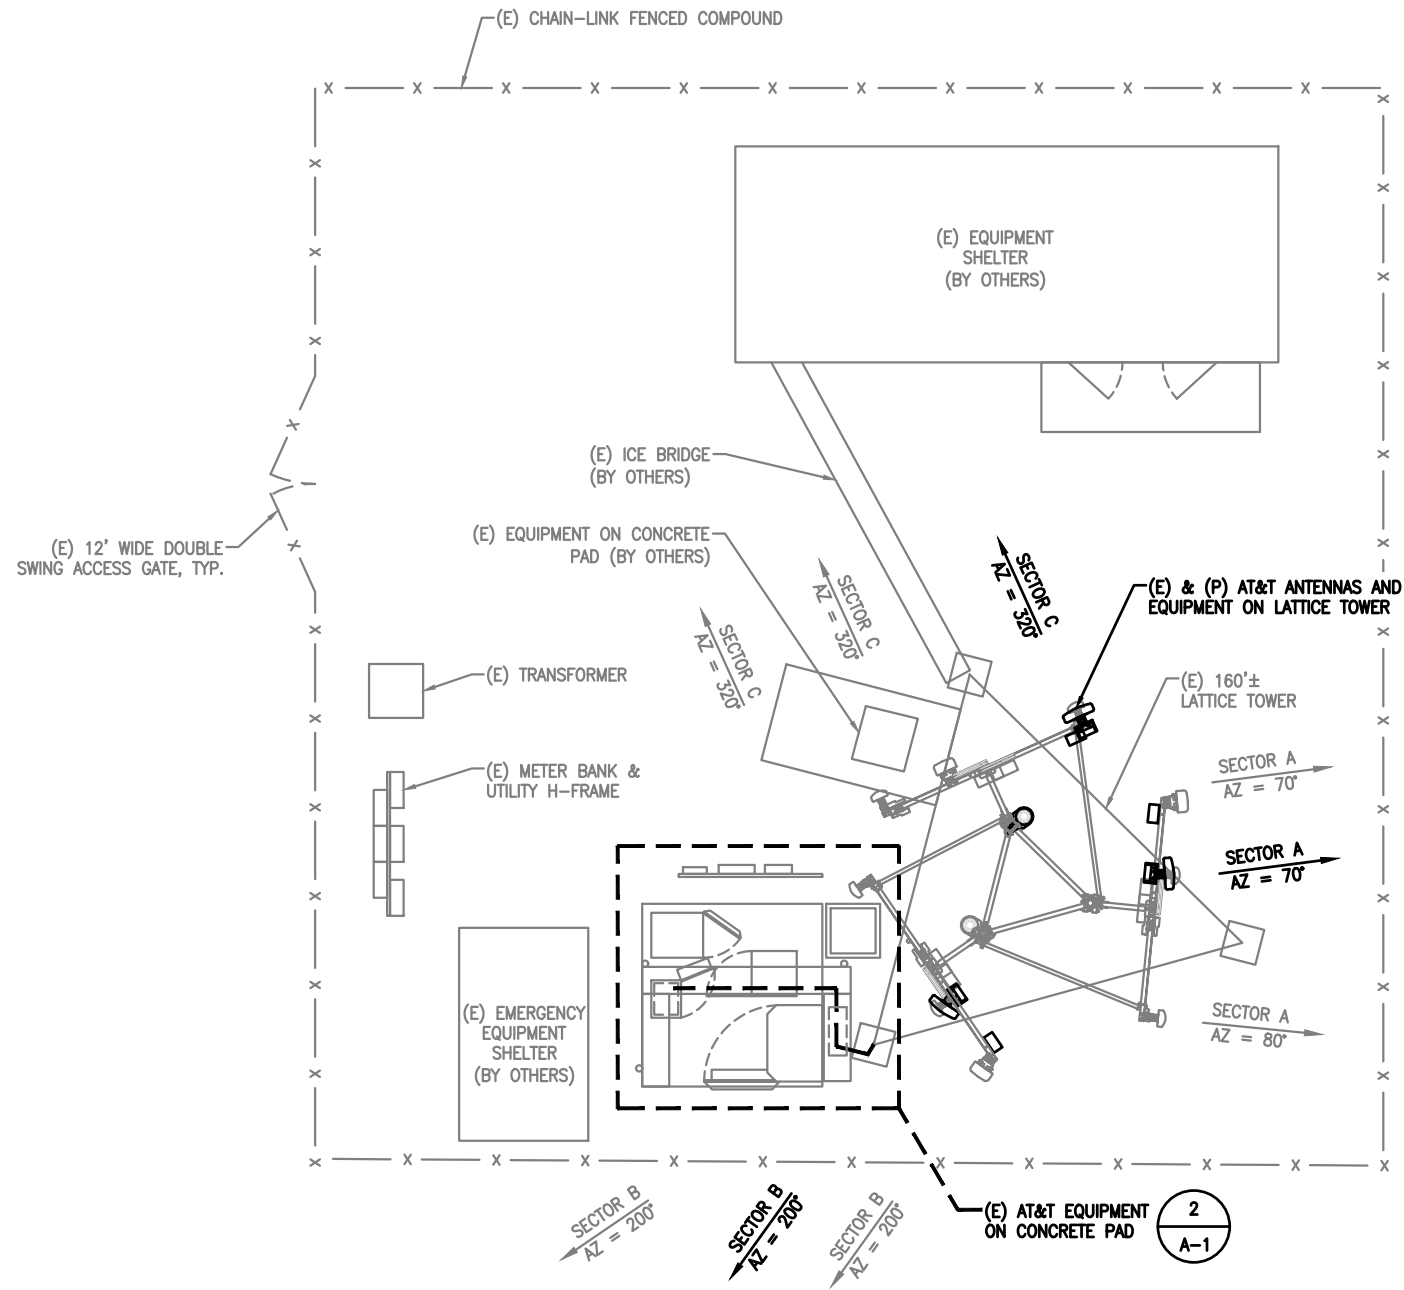 (E) CHAIN-LINK FENCED COMPOUND
(E) EQUIPMENT
SHELTER
(BY OTHERS)
(E) ICE BRIDGE
(BY OTHERS)
(E) EQUIPMENT ON CONCRETE
PAD (BY OTHERS)
(E) 12' WIDE DOUBLE
SWING ACCESS GATE, TYP.
SECTOR C
AZ = 320°
SECTOR C
AZ = 320°
SECTOR C
AZ = 320°
(E) & (P) AT&T ANTENNAS AND
EQUIPMENT ON LATTICE TOWER
(E) TRANSFORMER
(E) 160'±
LATTICE TOWER
(E) METER BANK &
UTILITY H-FRAME
SECTOR A
AZ = 70°
SECTOR A
AZ = 70°
SECTOR A
AZ = 80°
(E) EMERGENCY
EQUIPMENT
SHELTER
(BY OTHERS)
SECTOR B
AZ = 200°
SECTOR B
AZ = 200°
SECTOR B
AZ = 200°
(E) AT&T EQUIPMENT
ON CONCRETE PAD
2
A-1